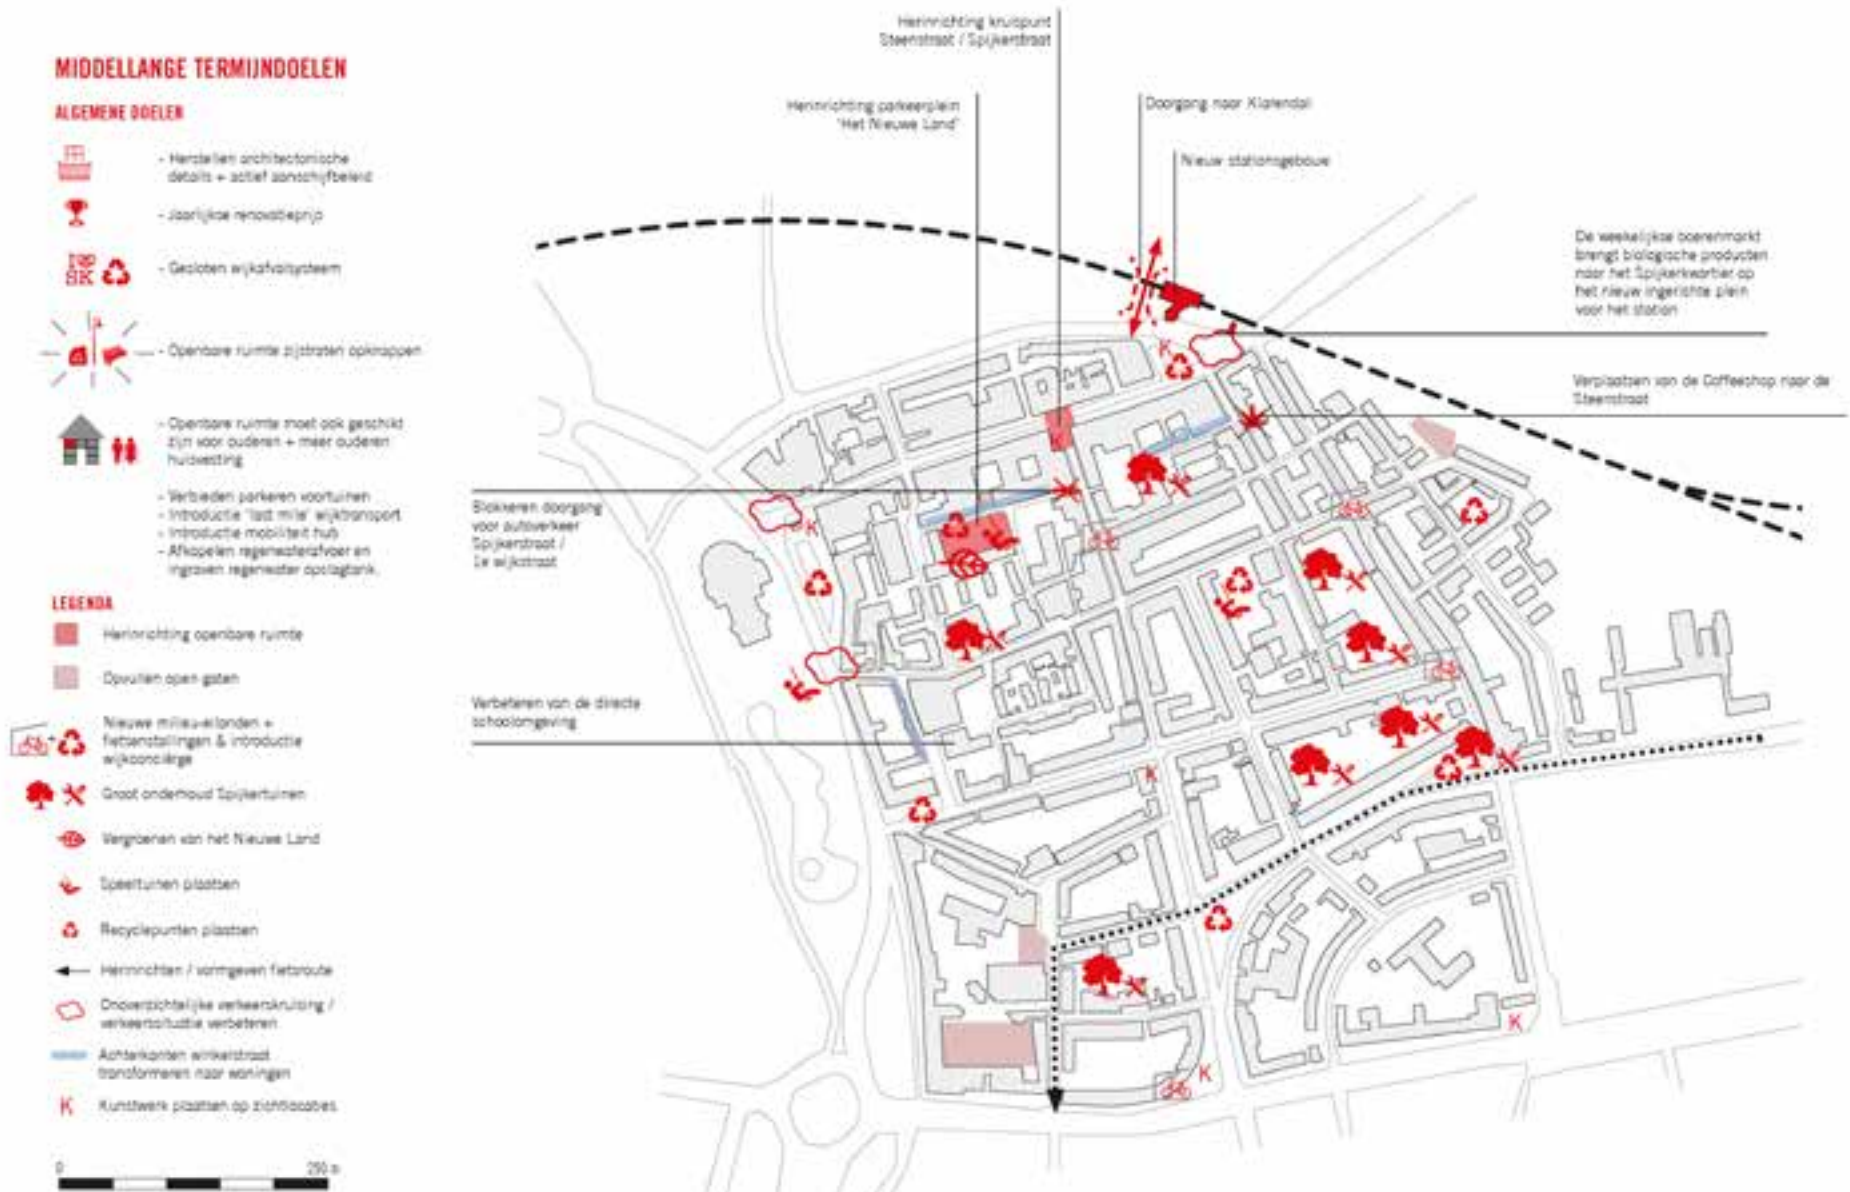 MIDDELLANGE TERMIJNDOELEN
ALGEMENE DOELEN
- Herstellen architectonische
details + actief aanschijfbeleid
- Jaarlijkse renovatieprijs
- Gesloten wijkafvalsysteem
- Openbare ruimte zijstraten opknappen
- Openbare ruimte moet ook geschikt
zijn voor ouderen + meer ouderen
huisvesting
- Verbieden parkeren voortuinen
- Introductie "last mile" wijktransport
- Introductie mobiliteit hub
- Afkopelen regenwaterafvoer en
ingraven regenwater opslagtank.
LEGENDA
Herinrichting openbare ruimte
Opvullen open gaten
Nieuwe milieu-eilanden +
fietsenstallingen & introductie
wijkconciërge
Groot onderhoud Spijkertuinen
Vergroenen van het Nieuwe Land
Speeltuinen plaatsen
Recyclepunten plaatsen
Herinrichten / vormgeven fietsroute
Onoverzichtelijke verkeerskruising /
verkeerssituatie verbeteren
Achterkanten winkelstraat
transformeren naar woningen
K
Kunstwerk plaatsen op zichtlocaties
0
250 m
Herinrichting kruispunt
Steenstraat / Spijkerstraat
Herinrichting parkeerplein
'Het Nieuwe Land'
Doorgang naar Klarendal
Nieuw stationsgebouw
De weekelijkse boerenmarkt
brengt biologische producten
naar het Spijkerkwartier op
het nieuw ingerichte plein
voor het station
Verplaatsen van de Coffeeshop naar de
Steenstraat
Blokkeren doorgang
voor autoverkeer
Spijkerstraat /
1e wijkstraat
Verbeteren van de directe
schoolomgeving
K
K
K
K
K
K